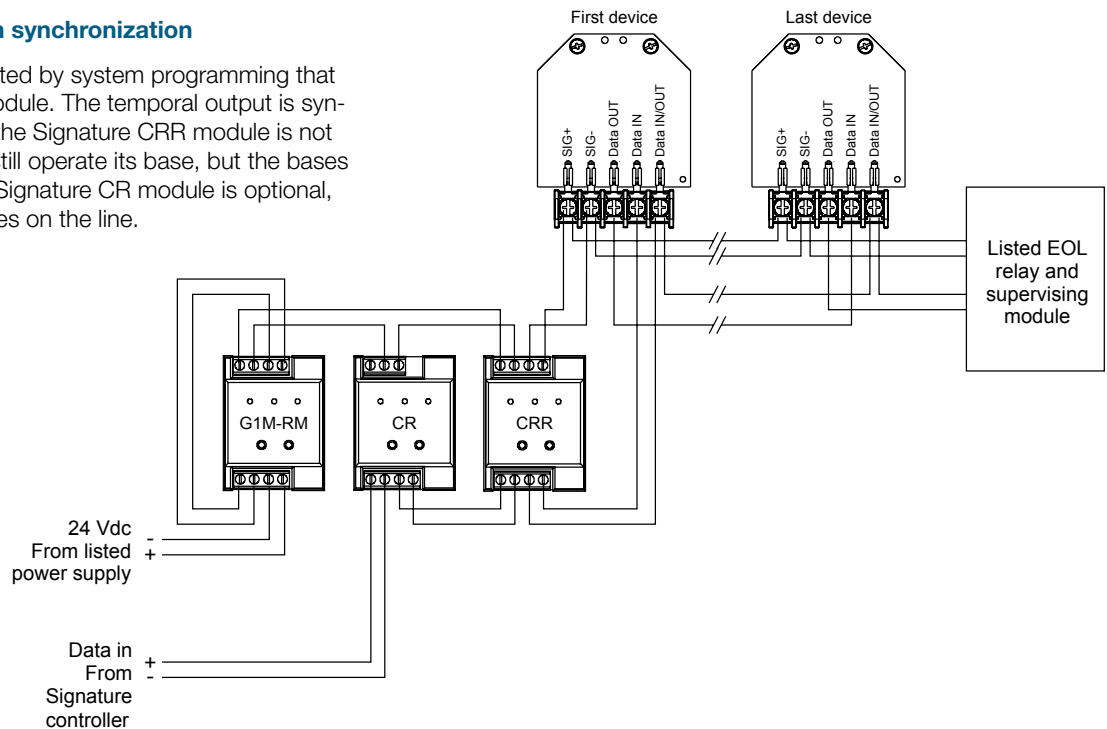 n synchronization
ted by system programming that
odule. The temporal output is syn-
the Signature CRR module is not
still operate its base, but the bases
Signature CR module is optional,
es on the line.
First device
Last device
SIG+
SIG-
Data OUT
Data IN
Data IN/OUT
SIG+
SIG-
Data OUT
Data IN
Data IN/OUT
Listed EOL
relay and
supervising
module
G1M-RM
CR
CRR
24 Vdc -
From listed +
power supply
Data in +
From -
Signature
controller